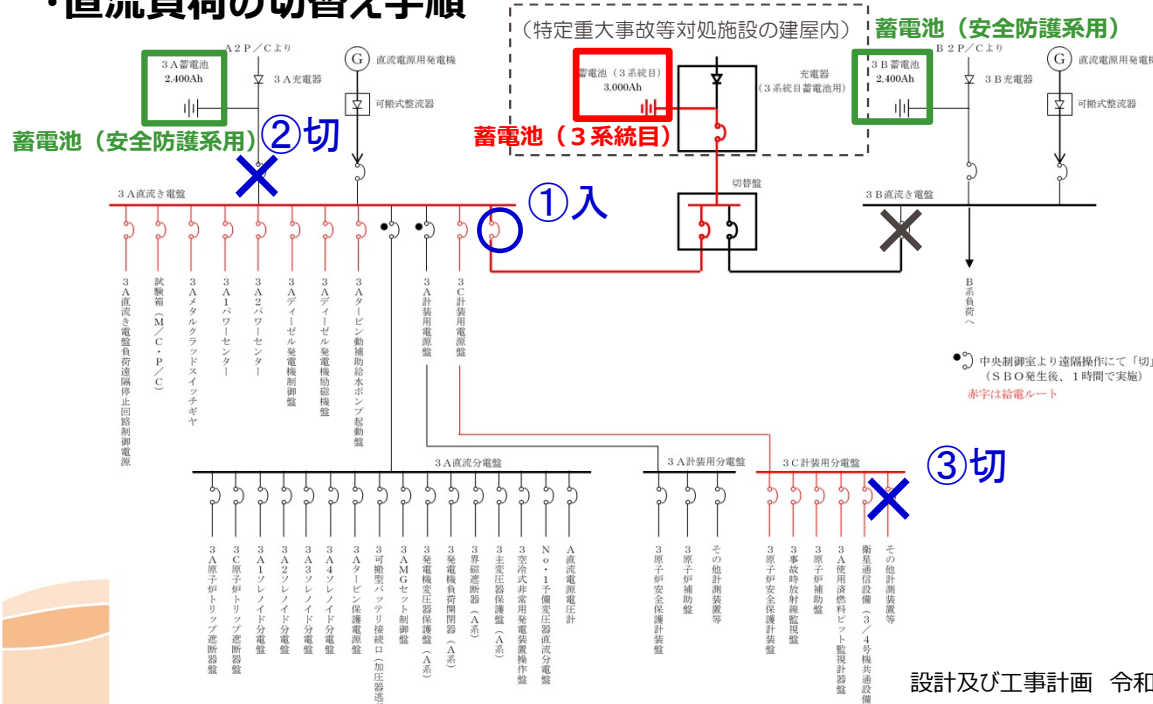 ・直流負荷の切替え手順
（特定重大事故等対処施設の建屋内）
蓄電池（安全防護系用）
A2P／Cより
3A蓄電池
2,400Ah
3A充電器
G
直流電源用発電機
可搬式整流器
蓄電池（安全防護系用）
②切
蓄電池（3系統目）
3,000Ah
充電器
（3系統目蓄電池用）
蓄電池（３系統目）
B2P／Cより
3B蓄電池
2,400Ah
3B充電器
G
直流電源用発電機
可搬式整流器
3A直流き電盤
①入
切替盤
3B直流き電盤
3A直流き電盤負荷遠隔停止回路制御電源
試験箱（M／C・P／C）
3Aメタルクラッドスイッチギヤ
3A1パワーセンター
3A2パワーセンター
3Aディーゼル発電機制御盤
3Aディーゼル発電機励磁機盤
3Aタービン動補助給水ポンプ起動盤
3A計装用電源盤
3C計装用電源盤
B系負荷へ
中央制御室より遠隔操作にて「切」
（SBO発生後、1時間で実施）
赤字は給電ルート
3A直流分電盤
3A計装用分電盤
3C計装用分電盤
③切
3A原子炉トリップ遮断器盤
3C原子炉トリップ遮断器盤
3A1ソレノイド分電盤
3A2ソレノイド分電盤
3A3ソレノイド分電盤
3A4ソレノイド分電盤
3Aタービン保護電源盤
3可搬型バッテリ接続口（加圧器逃
3AMGセット制御盤
3発電機変圧器保護盤（A系）
3発電機負荷開閉器（A系）
3界磁遮断器（A系）
3主変圧器保護盤（A系）
3空冷式非常用発電装置操作盤
No・1予備変圧器直流分電盤
A直流電源電圧計
3原子炉安全保護計装盤
3原子炉補助盤
その他計測装置等
3原子炉安全保護計装盤
3事故時放射線監視盤
3原子炉補助盤
3A使用済燃料ピット監視計器盤
衛星通信設備（3／4号機共通設備
その他計測装置等
設計及び工事計画 令和